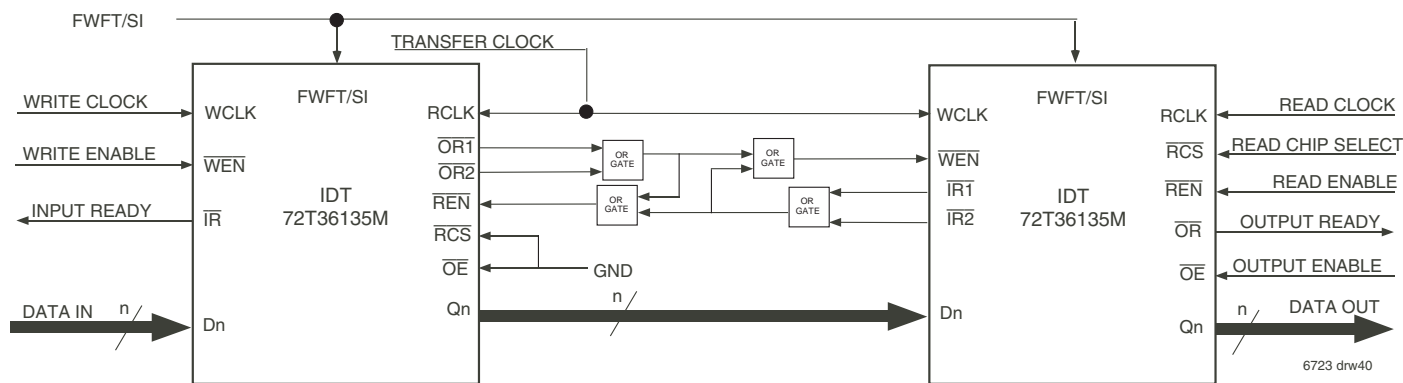 FWFT/SI
TRANSFER CLOCK
FWFT/SI
FWFT/SI
WRITE CLOCK
WCLK
RCLK
WCLK
RCLK
READ CLOCK
WRITE ENABLE
WEN
OR1
OR2
OR GATE
OR GATE
WEN
RCS
READ CHIP SELECT
INPUT READY
IR
IDT
72T36135M
REN
OR GATE
OR GATE
IR1
IR2
IDT
72T36135M
REN
READ ENABLE
RCS
OE
GND
OR
OUTPUT READY
OE
OUTPUT ENABLE
DATA IN
n
Dn
Qn
n
Dn
Qn
n
DATA OUT
6723 drw40